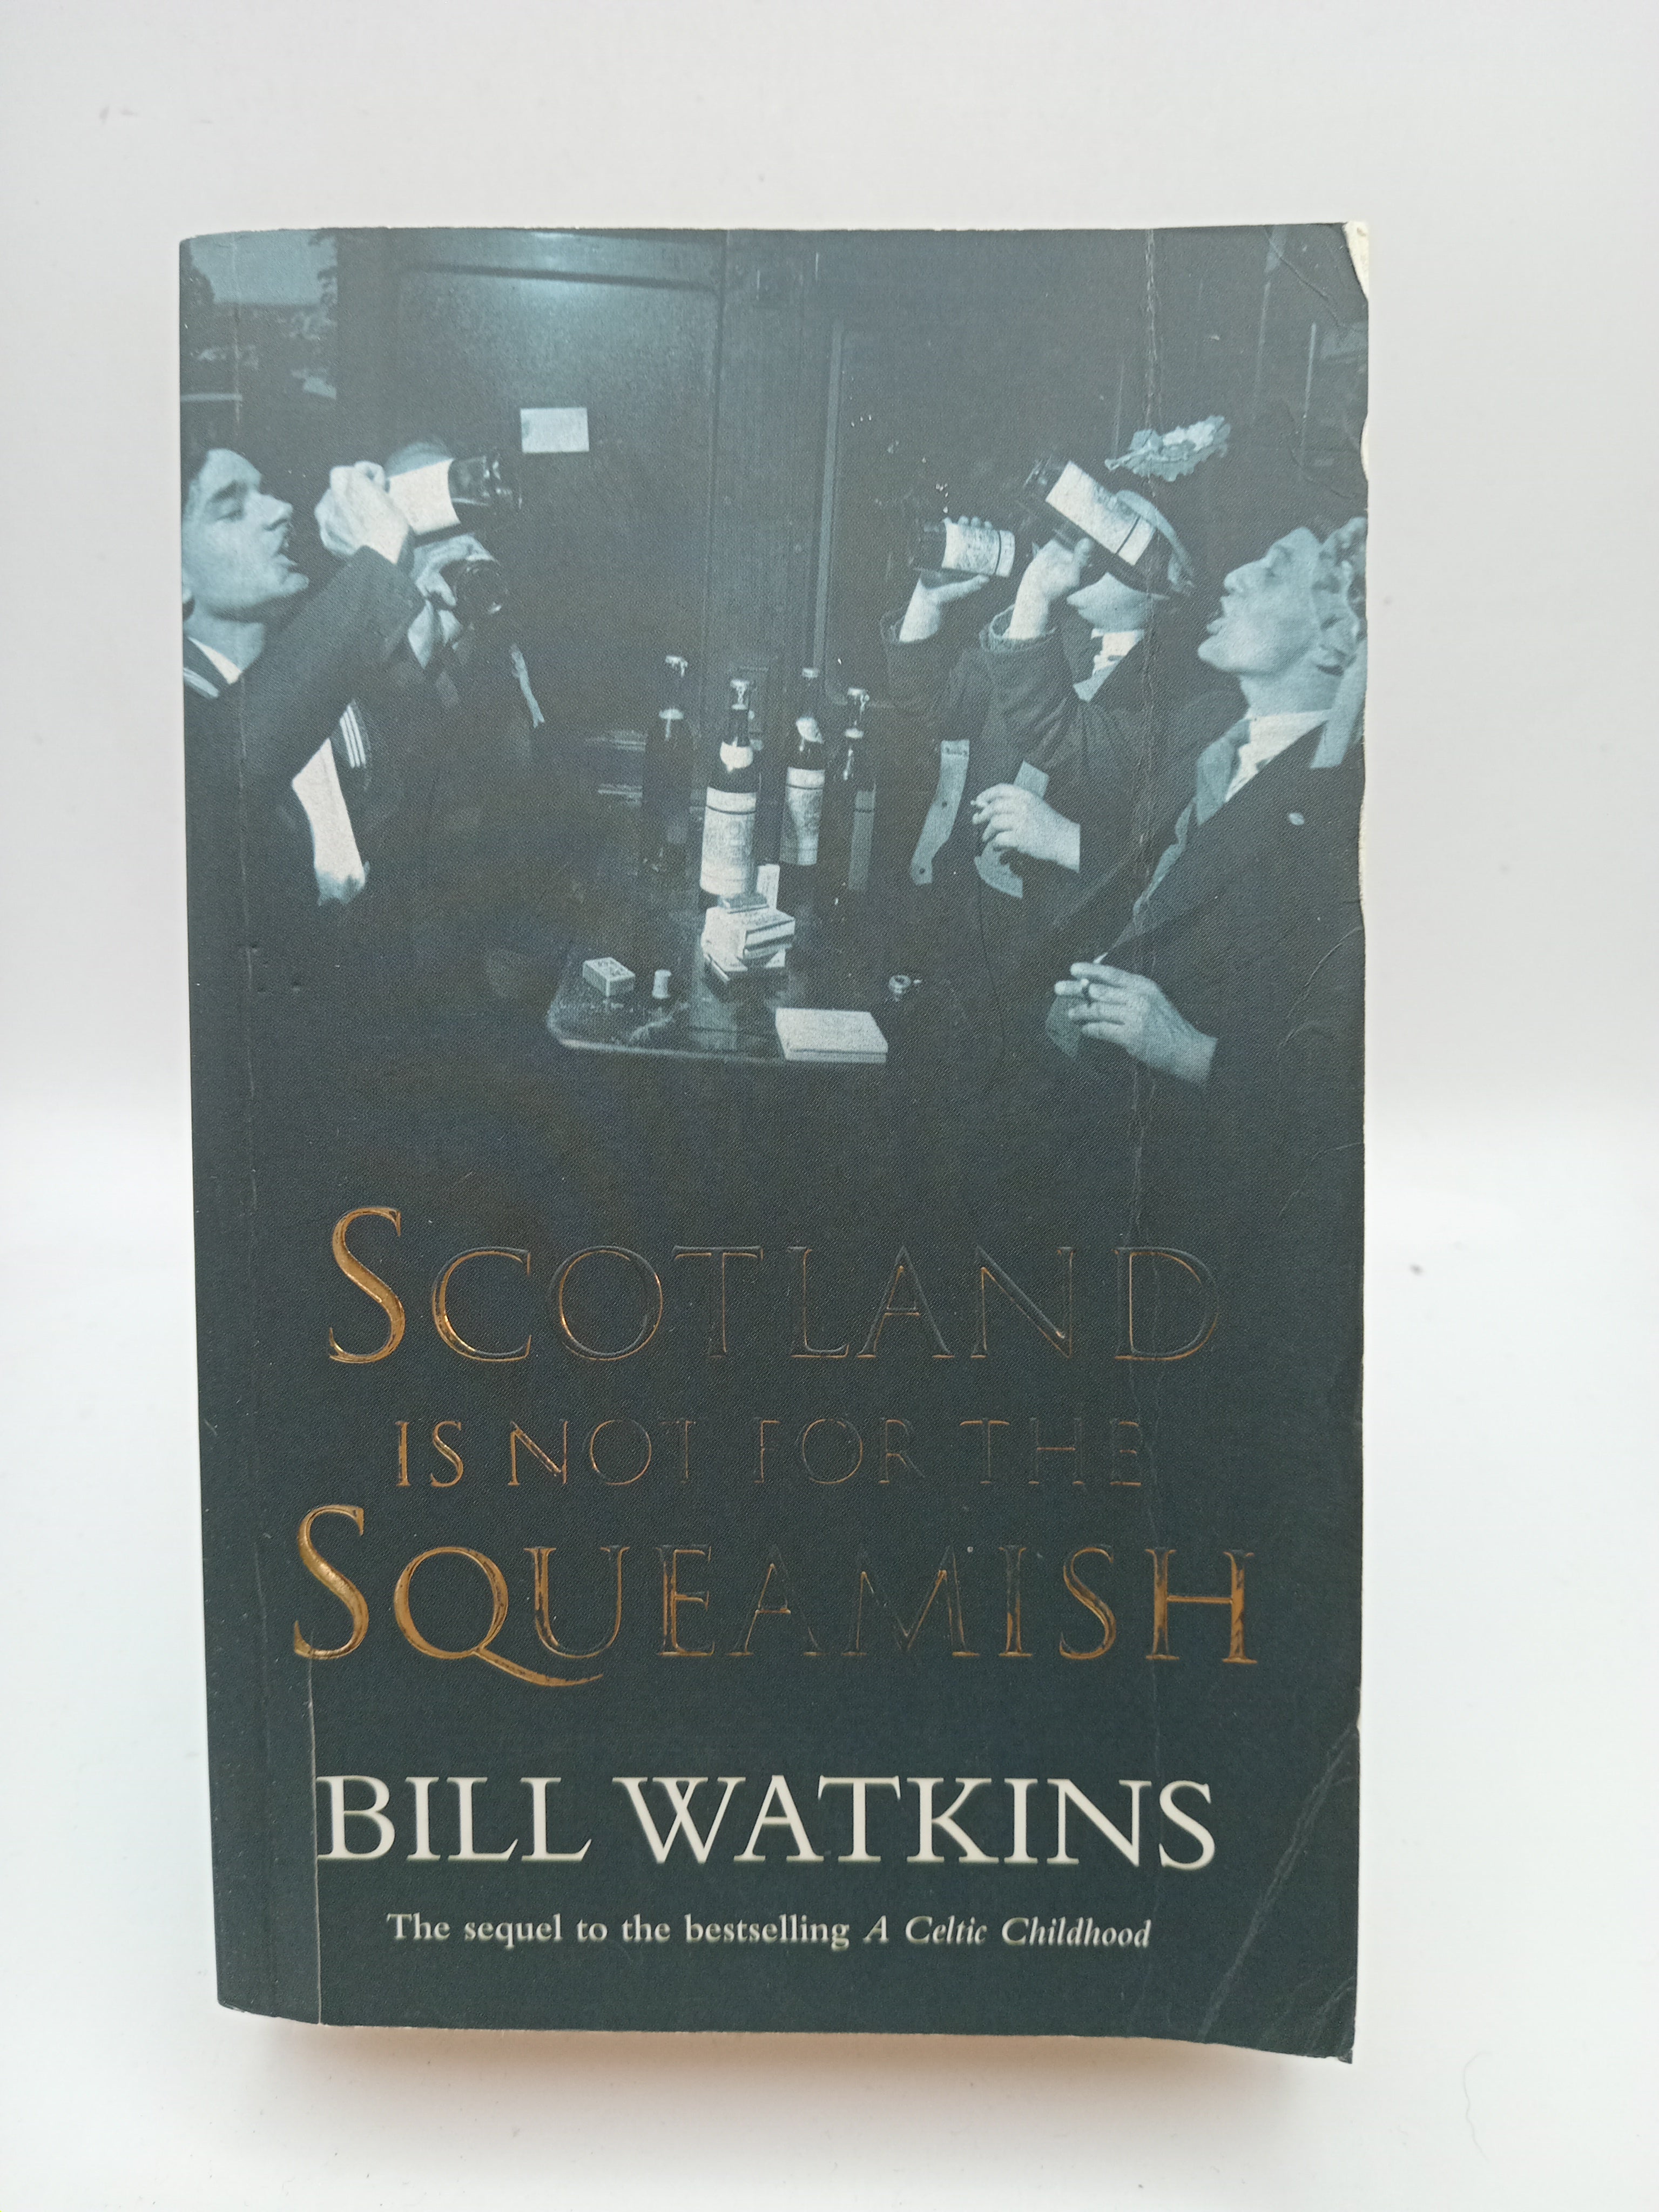 SCOTLAND
IS NOT FOR THE
SQUEAMISH
BILL WATKINS
The sequel to the bestselling A Celtic Childhood